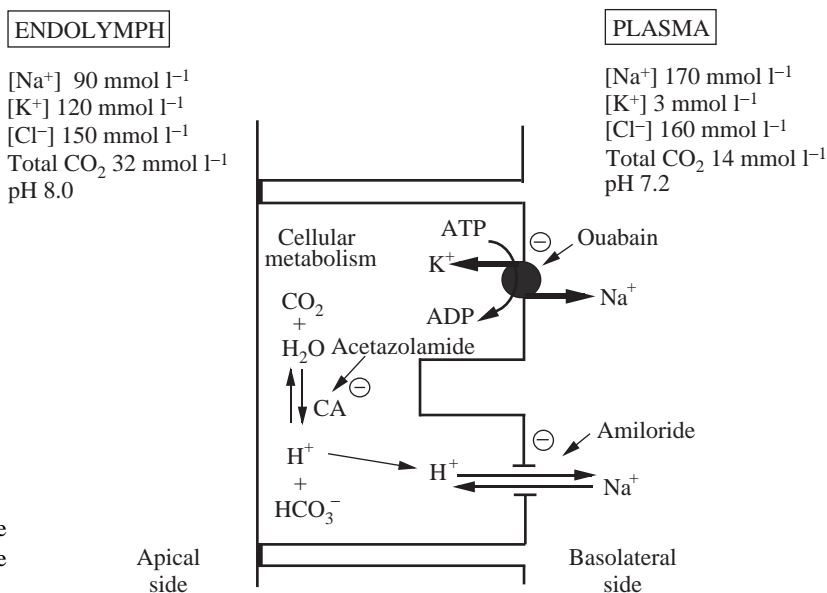 ENDOLYMPH
[Na⁺] 90 mmol l⁻¹
[K⁺] 120 mmol l⁻¹
[Cl⁻] 150 mmol l⁻¹
Total CO₂ 32 mmol l⁻¹
pH 8.0
PLASMA
[Na⁺] 170 mmol l⁻¹
[K⁺] 3 mmol l⁻¹
[Cl⁻] 160 mmol l⁻¹
Total CO₂ 14 mmol l⁻¹
pH 7.2
Cellular
metabolism
CO₂
+
H₂O
Acetazolamide
−
CA
H⁺
+
HCO₃⁻
ATP
K⁺
ADP
−
Ouabain
Na⁺
−
Amiloride
H⁺
Na⁺
e
e
Apical
side
Basolateral
side